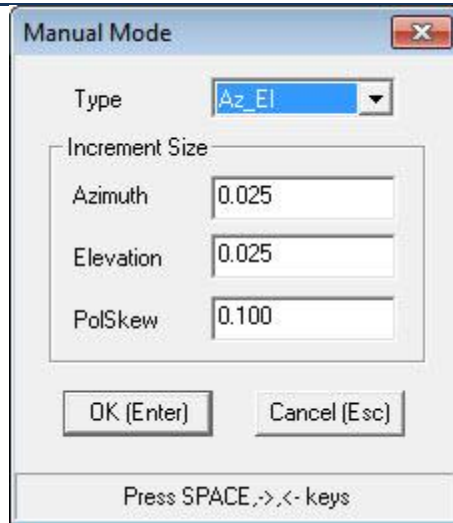 Manual Mode
Type Az_El
Increment Size
Azimuth 0.025
Elevation 0.025
PolSkew 0.100
OK (Enter) Cancel (Esc)
Press SPACE,->,<- keys